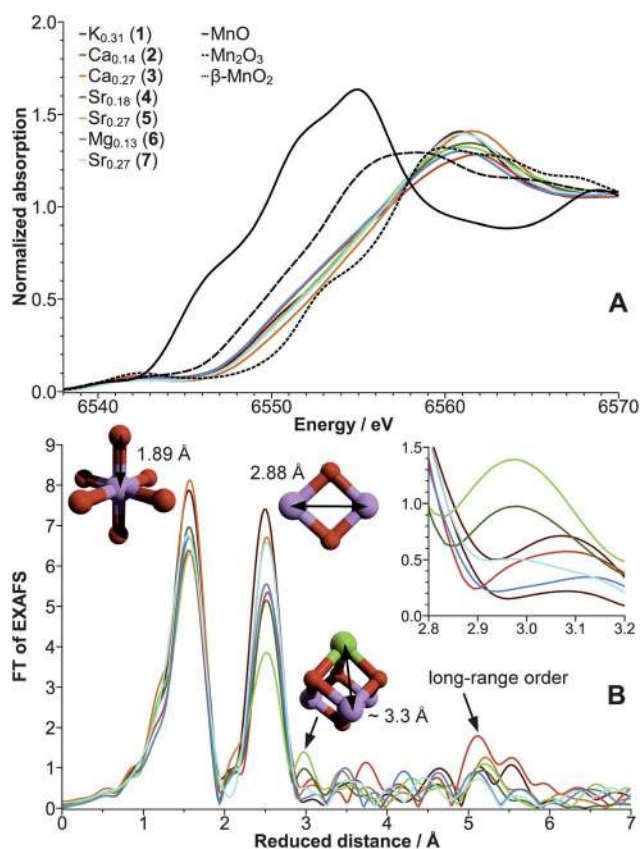 A
2.0
1.5
1.0
0.5
0.0
Normalized absorption
K0.31 (1)
Ca0.14 (2)
Ca0.27 (3)
Sr0.18 (4)
Sr0.27 (5)
Mg0.13 (6)
Sr0.27 (7)
MnO
Mn2O3
β-MnO2
A
6540 6550 6560 6570
Energy / eV
B
9
8
7
6
5
4
3
2
1
0
FT of EXAFS
1.89 Å
2.88 Å
~ 3.3 Å
long-range order
1.5
1.0
0.5
0.0
2.8 2.9 3.0 3.1 3.2
B
0 1 2 3 4 5 6 7
Reduced distance / Å